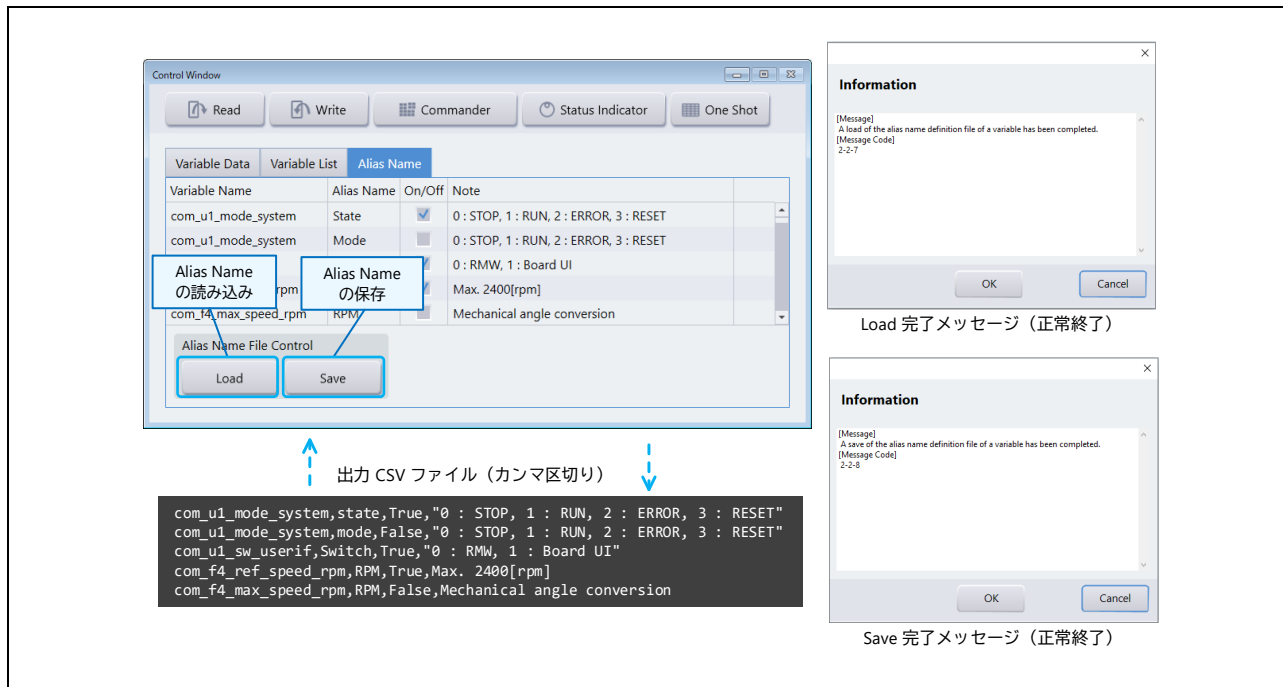 Control Window
Read
Write
Commander
Status Indicator
One Shot
Variable Data
Variable List
Alias Name
Variable Name
Alias Name
On/Off
Note
com_u1_mode_system
State
0 : STOP, 1 : RUN, 2 : ERROR, 3 : RESET
com_u1_mode_system
Mode
0 : STOP, 1 : RUN, 2 : ERROR, 3 : RESET
0 : RMW, 1 : Board UI
Alias Name
の読み込み
Alias Name
の保存
rpm
Max. 2400[rpm]
com_f4_max_speed_rpm
RPM
Mechanical angle conversion
Alias Name File Control
Load
Save
出力 CSV ファイル（カンマ区切り）
com_u1_mode_system,state,True,"0 : STOP, 1 : RUN, 2 : ERROR, 3 : RESET"
com_u1_mode_system,mode,False,"0 : STOP, 1 : RUN, 2 : ERROR, 3 : RESET"
com_u1_sw_userif,Switch,True,"0 : RMW, 1 : Board UI"
com_f4_ref_speed_rpm,RPM,True,Max. 2400[rpm]
com_f4_max_speed_rpm,RPM,False,Mechanical angle conversion
Information
[Message]
A load of the alias name definition file of a variable has been completed.
[Message Code]
2-2-7
OK
Cancel
Load 完了メッセージ（正常終了）
Information
[Message]
A save of the alias name definition file of a variable has been completed.
[Message Code]
2-2-8
OK
Cancel
Save 完了メッセージ（正常終了）